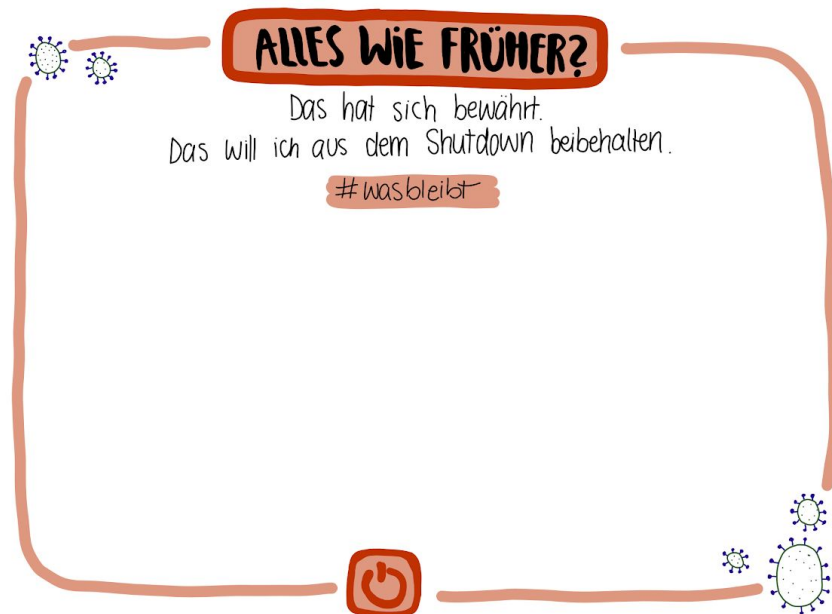 ALLES WIE FRÜHER?
Das hat sich bewährt.
Das will ich aus dem Shutdown beibehalten.
#wasbleibt